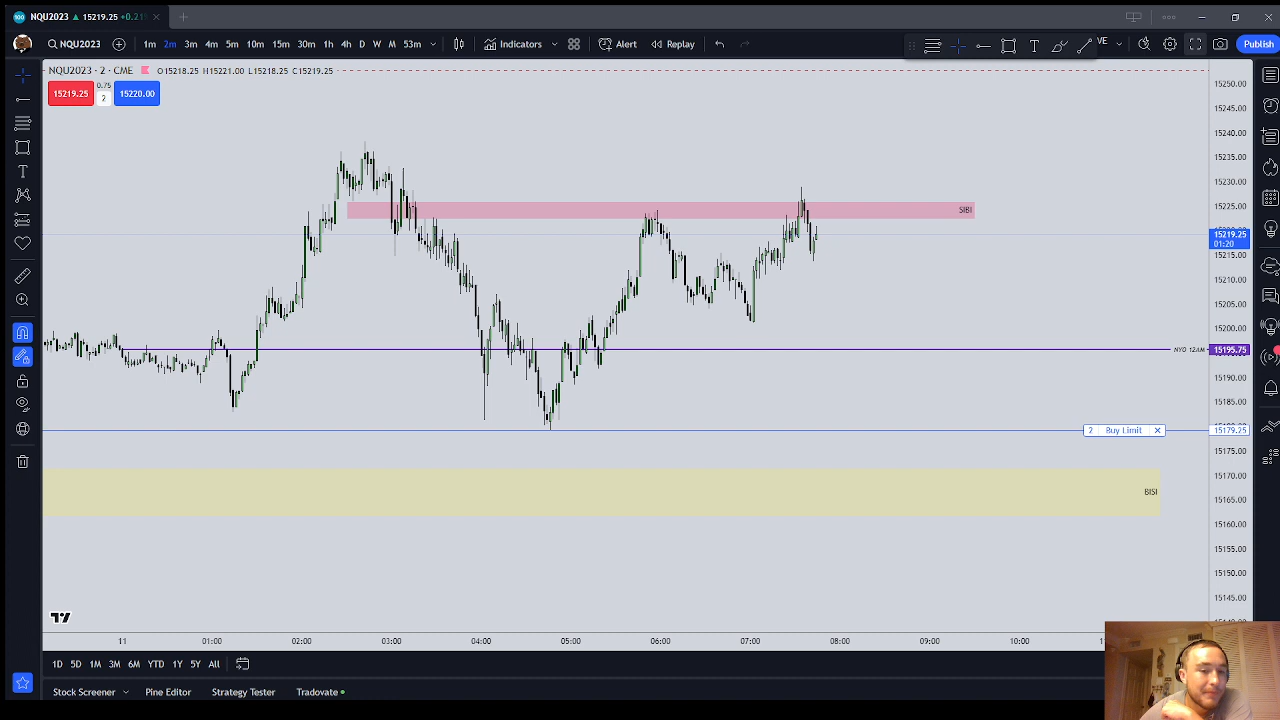 100 NQU2023 ▲ 15219.25 +0.21
NQU2023 1m 2m 3m 4m 5m 10m 15m 30m 1h 4h D W M 53m Indicators Alert Replay VE Publish
NQU2023 · 2 · CME O15218.25 H15221.00 L15218.25 C15219.25
15219.25 0.75 2 15220.00
15250.00
15245.00
15240.00
15235.00
15230.00
15225.00
SIBI
15219.25
01:20
15215.00
15210.00
15205.00
15200.00
NYO 12AM 15195.75
15190.00
15185.00
2 Buy Limit × 15179.25
15175.00
15170.00
BISI
15165.00
15160.00
15155.00
15150.00
15145.00
11 01:00 02:00 03:00 04:00 05:00 06:00 07:00 08:00 09:00 10:00
1D 5D 1M 3M 6M YTD 1Y 5Y All
Stock Screener Pine Editor Strategy Tester Tradovate